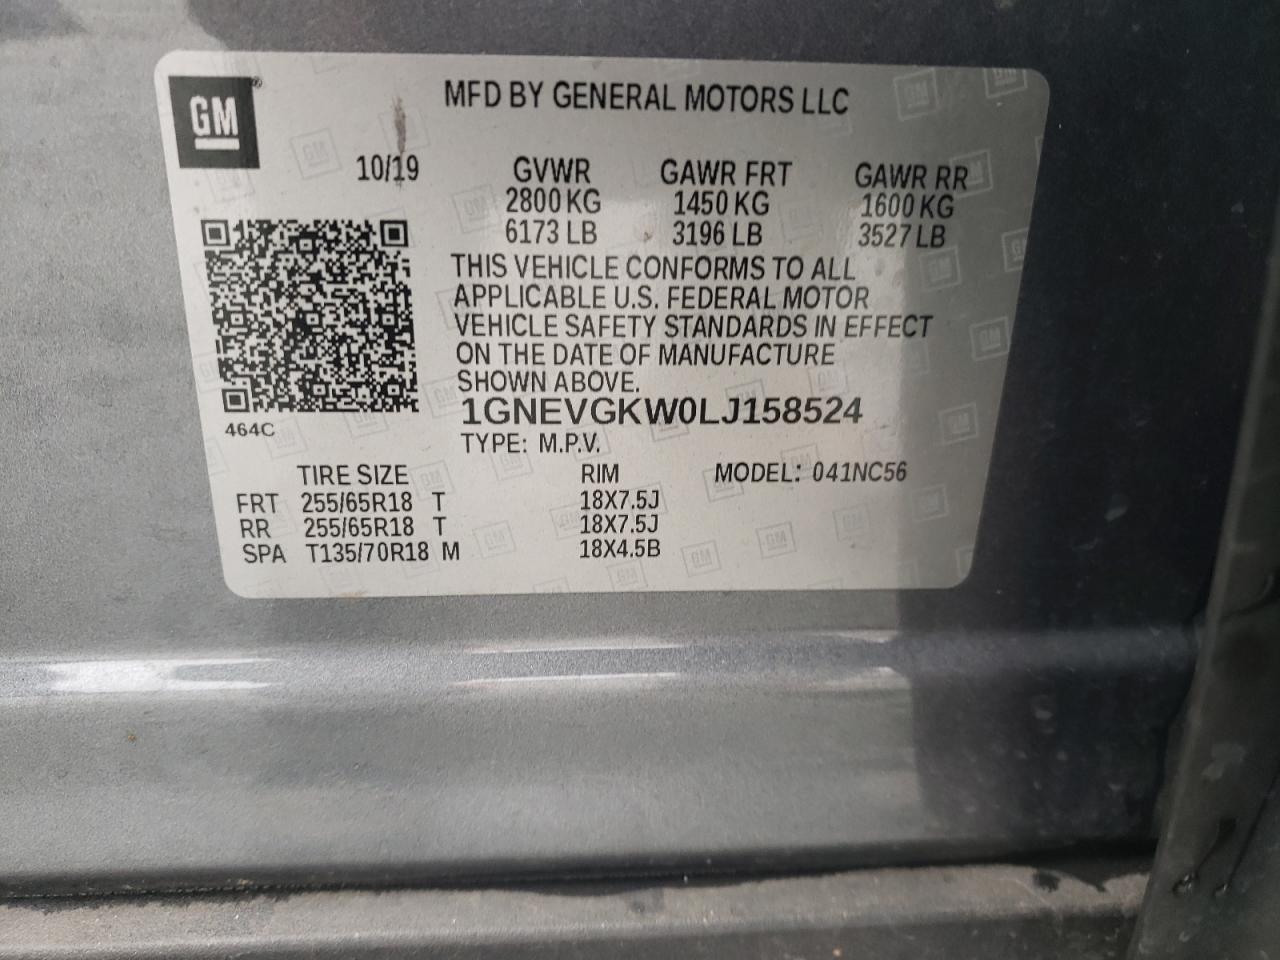 GM®
MFD BY GENERAL MOTORS LLC
10/19 GVWR GAWR FRT GAWR RR
2800 KG 1450 KG 1600 KG
6173 LB 3196 LB 3527 LB
THIS VEHICLE CONFORMS TO ALL
APPLICABLE U.S. FEDERAL MOTOR
VEHICLE SAFETY STANDARDS IN EFFECT
ON THE DATE OF MANUFACTURE
SHOWN ABOVE.
1GNEVGKW0LJ158524
464C
TYPE: M.P.V.
TIRE SIZE RIM MODEL: 041NC56
FRT 255/65R18 T 18X7.5J
RR 255/65R18 T 18X7.5J
SPA T135/70R18 M 18X4.5B